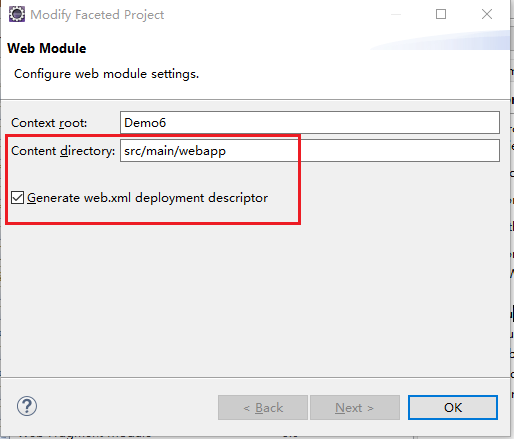 Modify Faceted Project
Web Module
Configure web module settings.
Context root:
Demo6
Content directory:
src/main/webapp
Generate web.xml deployment descriptor
?
< Back
Next >
OK